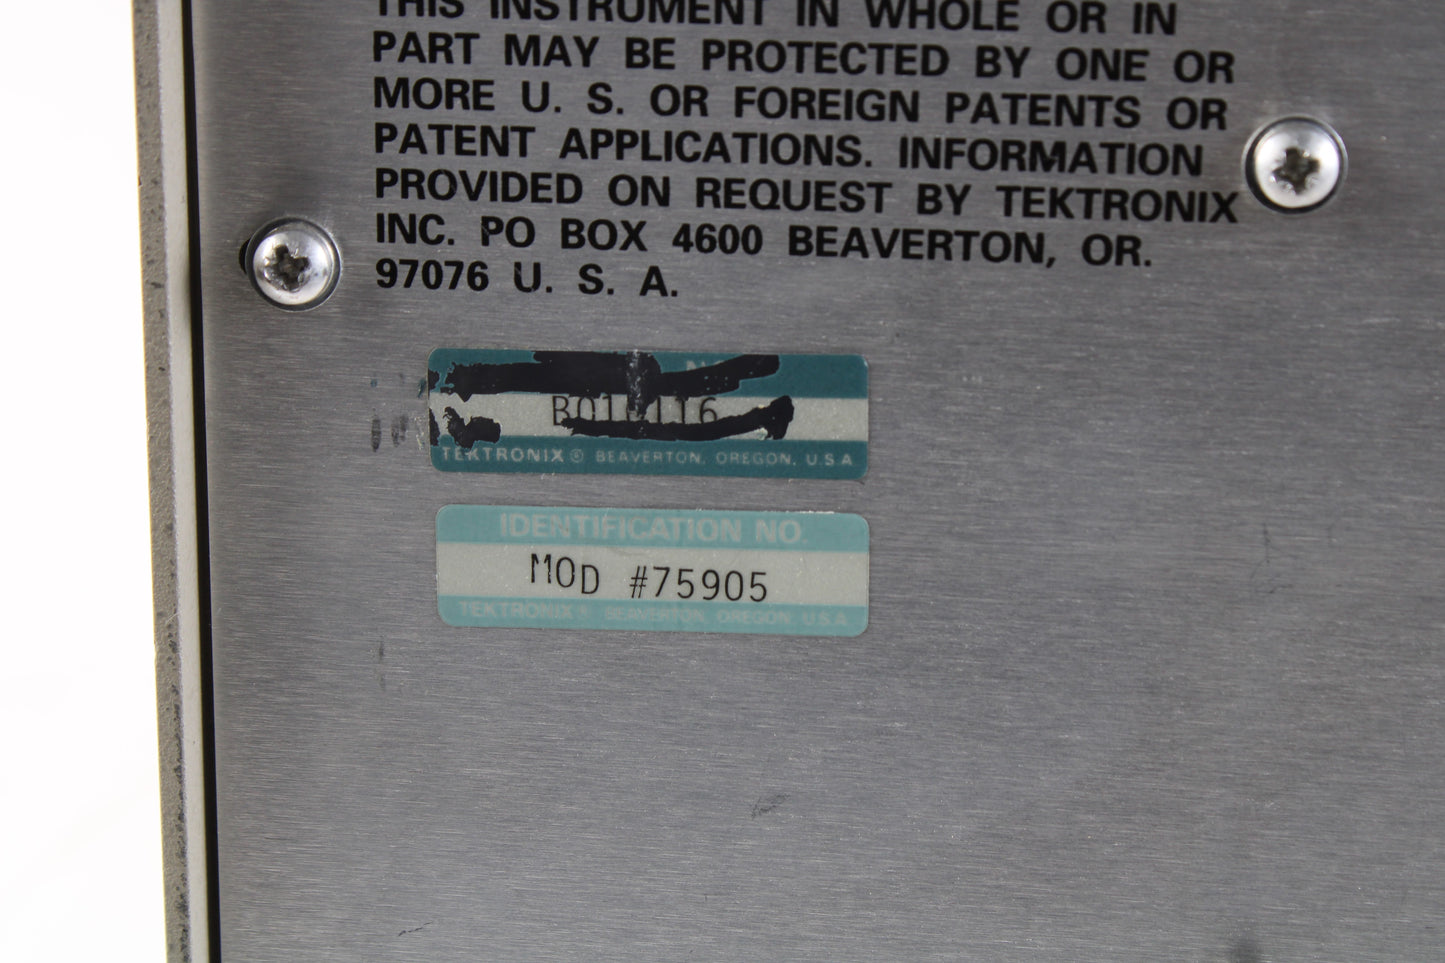 THIS INSTRUMENT IN WHOLE OR IN
PART MAY BE PROTECTED BY ONE OR
MORE U. S. OR FOREIGN PATENTS OR
PATENT APPLICATIONS. INFORMATION
PROVIDED ON REQUEST BY TEKTRONIX
INC. PO BOX 4600 BEAVERTON, OR.
97076 U. S. A.
TEKTRONIX® BEAVERTON, OREGON, U.S.A
IDENTIFICATION NO.
MOD #75905
TEKTRONIX® BEAVERTON, OREGON, U.S.A